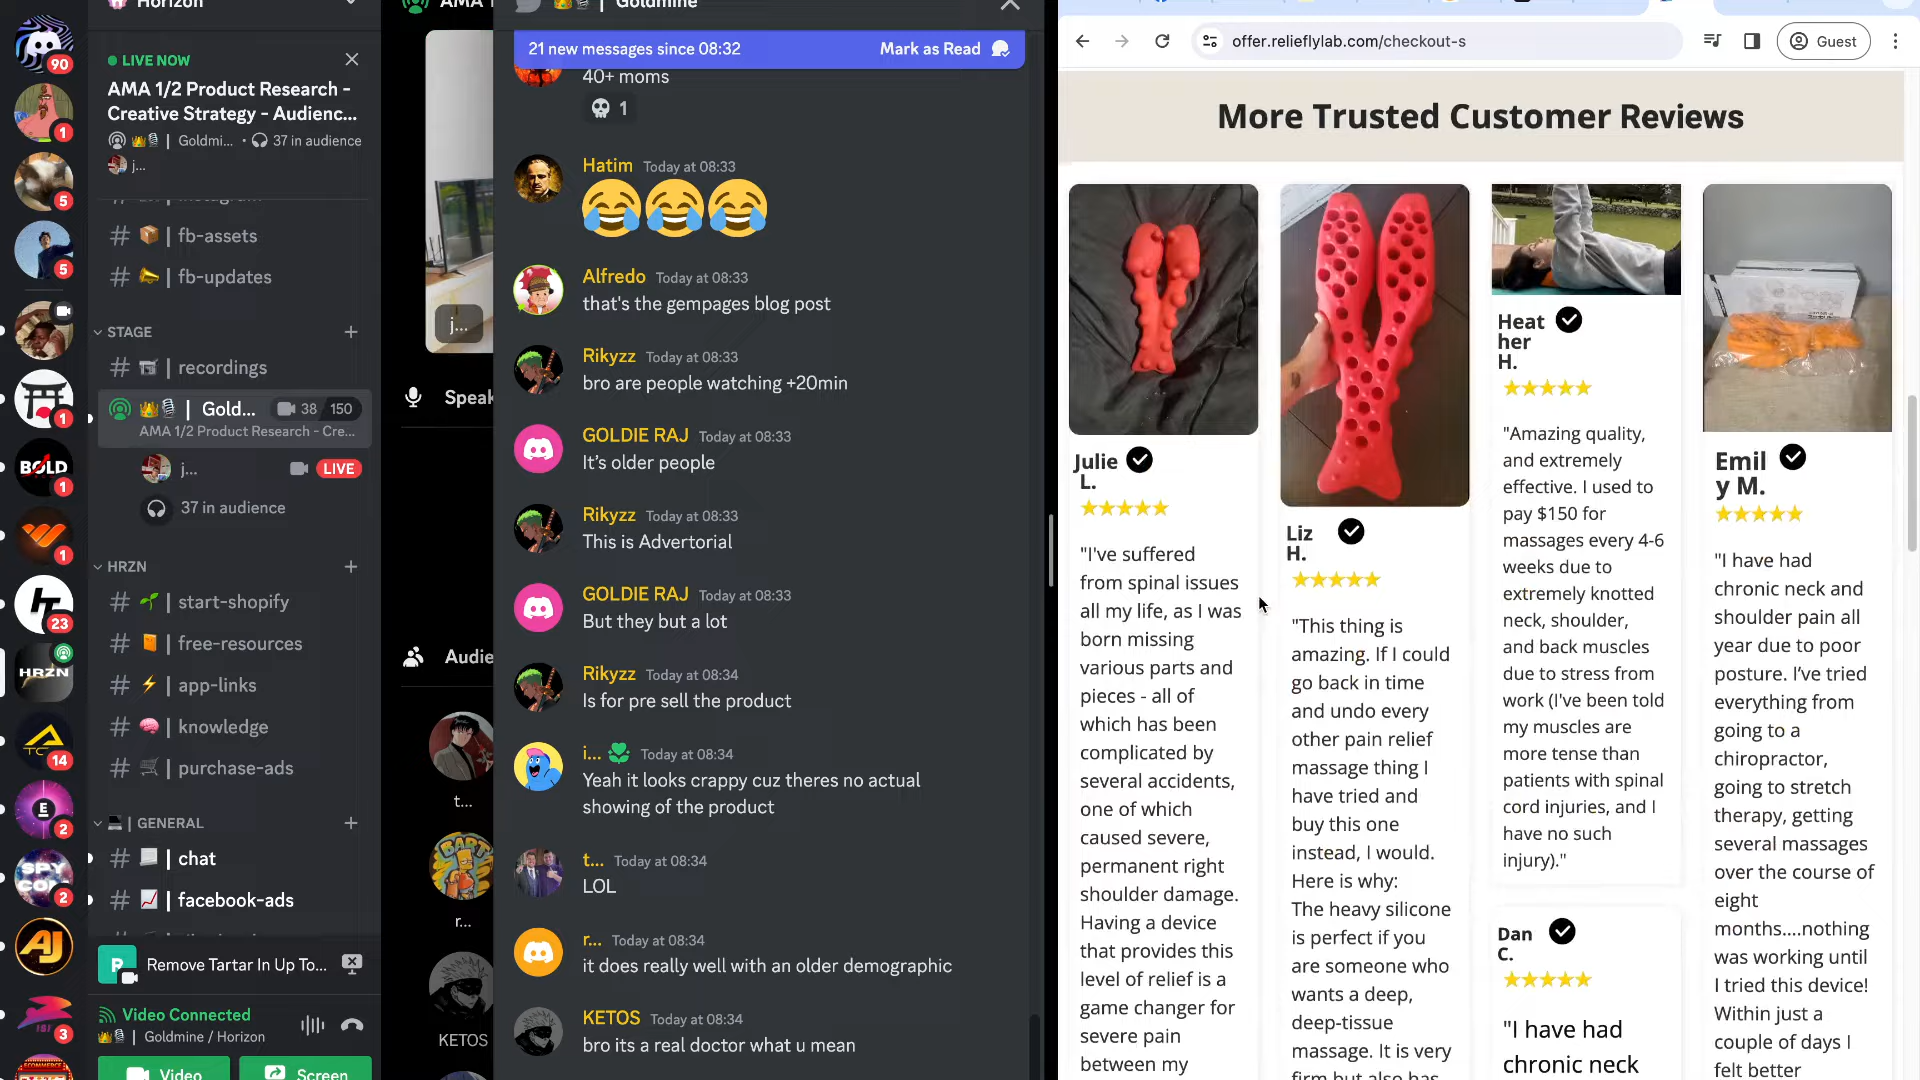 Horizon
LIVE NOW
AMA 1/2 Product Research -
Creative Strategy - Audienc...
Goldmi... • 37 in audience
j...
# | fb-assets
# | fb-updates
STAGE
# | recordings
| Gold... 38 150
AMA 1/2 Product Research - Cre...
j... LIVE
37 in audience
HRZN
# | start-shopify
# | free-resources
# | app-links
# | knowledge
# | purchase-ads
| GENERAL
# | chat
# | facebook-ads
Remove Tartar In Up To...
Video Connected
Goldmine / Horizon
Video
Screen
90
1
5
5
1
BOLD
1
1
23
HRZN
TC
14
E
2
SPY
2
AJ
3
AMA 1/2
j...
Speak
Audie
t...
BART
r...
KETOS
| Goldmine
21 new messages since 08:32 Mark as Read
40+ moms
1
Hatim Today at 08:33
😂😂😂
Alfredo Today at 08:33
that's the gempages blog post
Rikyzz Today at 08:33
bro are people watching +20min
GOLDIE RAJ Today at 08:33
It’s older people
Rikyzz Today at 08:33
This is Advertorial
GOLDIE RAJ Today at 08:33
But they but a lot
Rikyzz Today at 08:34
Is for pre sell the product
i... Today at 08:34
Yeah it looks crappy cuz theres no actual
showing of the product
t... Today at 08:34
LOL
r... Today at 08:34
it does really well with an older demographic
KETOS Today at 08:34
bro its a real doctor what u mean
offer.relieflylab.com/checkout-s
Guest
More Trusted Customer Reviews
Julie
L.
"I've suffered
from spinal issues
all my life, as I was
born missing
various parts and
pieces - all of
which has been
complicated by
several accidents,
one of which
caused severe,
permanent right
shoulder damage.
Having a device
that provides this
level of relief is a
game changer for
severe pain
between my
Liz
H.
"This thing is
amazing. If I could
go back in time
and undo every
other pain relief
massage thing I
have tried and
buy this one
instead, I would.
Here is why:
The heavy silicone
is perfect if you
are someone who
wants a deep,
deep-tissue
massage. It is very
firm but also has
Heat
her
H.
"Amazing quality,
and extremely
effective. I used to
pay $150 for
massages every 4-6
weeks due to
extremely knotted
neck, shoulder,
and back muscles
due to stress from
work (I've been told
my muscles are
more tense than
patients with spinal
cord injuries, and I
have no such
injury)."
Dan
C.
"I have had
chronic neck
Emil
y M.
"I have had
chronic neck and
shoulder pain all
year due to poor
posture. I’ve tried
everything from
going to a
chiropractor,
going to stretch
therapy, getting
several massages
over the course of
eight
months....nothing
was working until
I tried this device!
Within just a
couple of days I
felt better